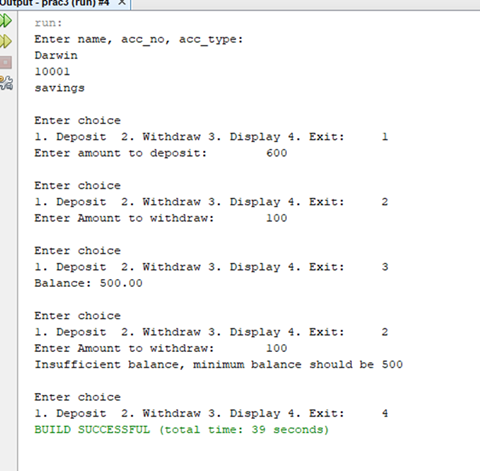 Output - prac3 (run) #4 ×
run:
Enter name, acc_no, acc_type:
Darwin
10001
savings
Enter choice
1. Deposit  2. Withdraw 3. Display 4. Exit:     1
Enter amount to deposit:        600
Enter choice
1. Deposit  2. Withdraw 3. Display 4. Exit:     2
Enter Amount to withdraw:       100
Enter choice
1. Deposit  2. Withdraw 3. Display 4. Exit:     3
Balance: 500.00
Enter choice
1. Deposit  2. Withdraw 3. Display 4. Exit:     2
Enter Amount to withdraw:       100
Insufficient balance, minimum balance should be 500
Enter choice
1. Deposit  2. Withdraw 3. Display 4. Exit:     4
BUILD SUCCESSFUL (total time: 39 seconds)